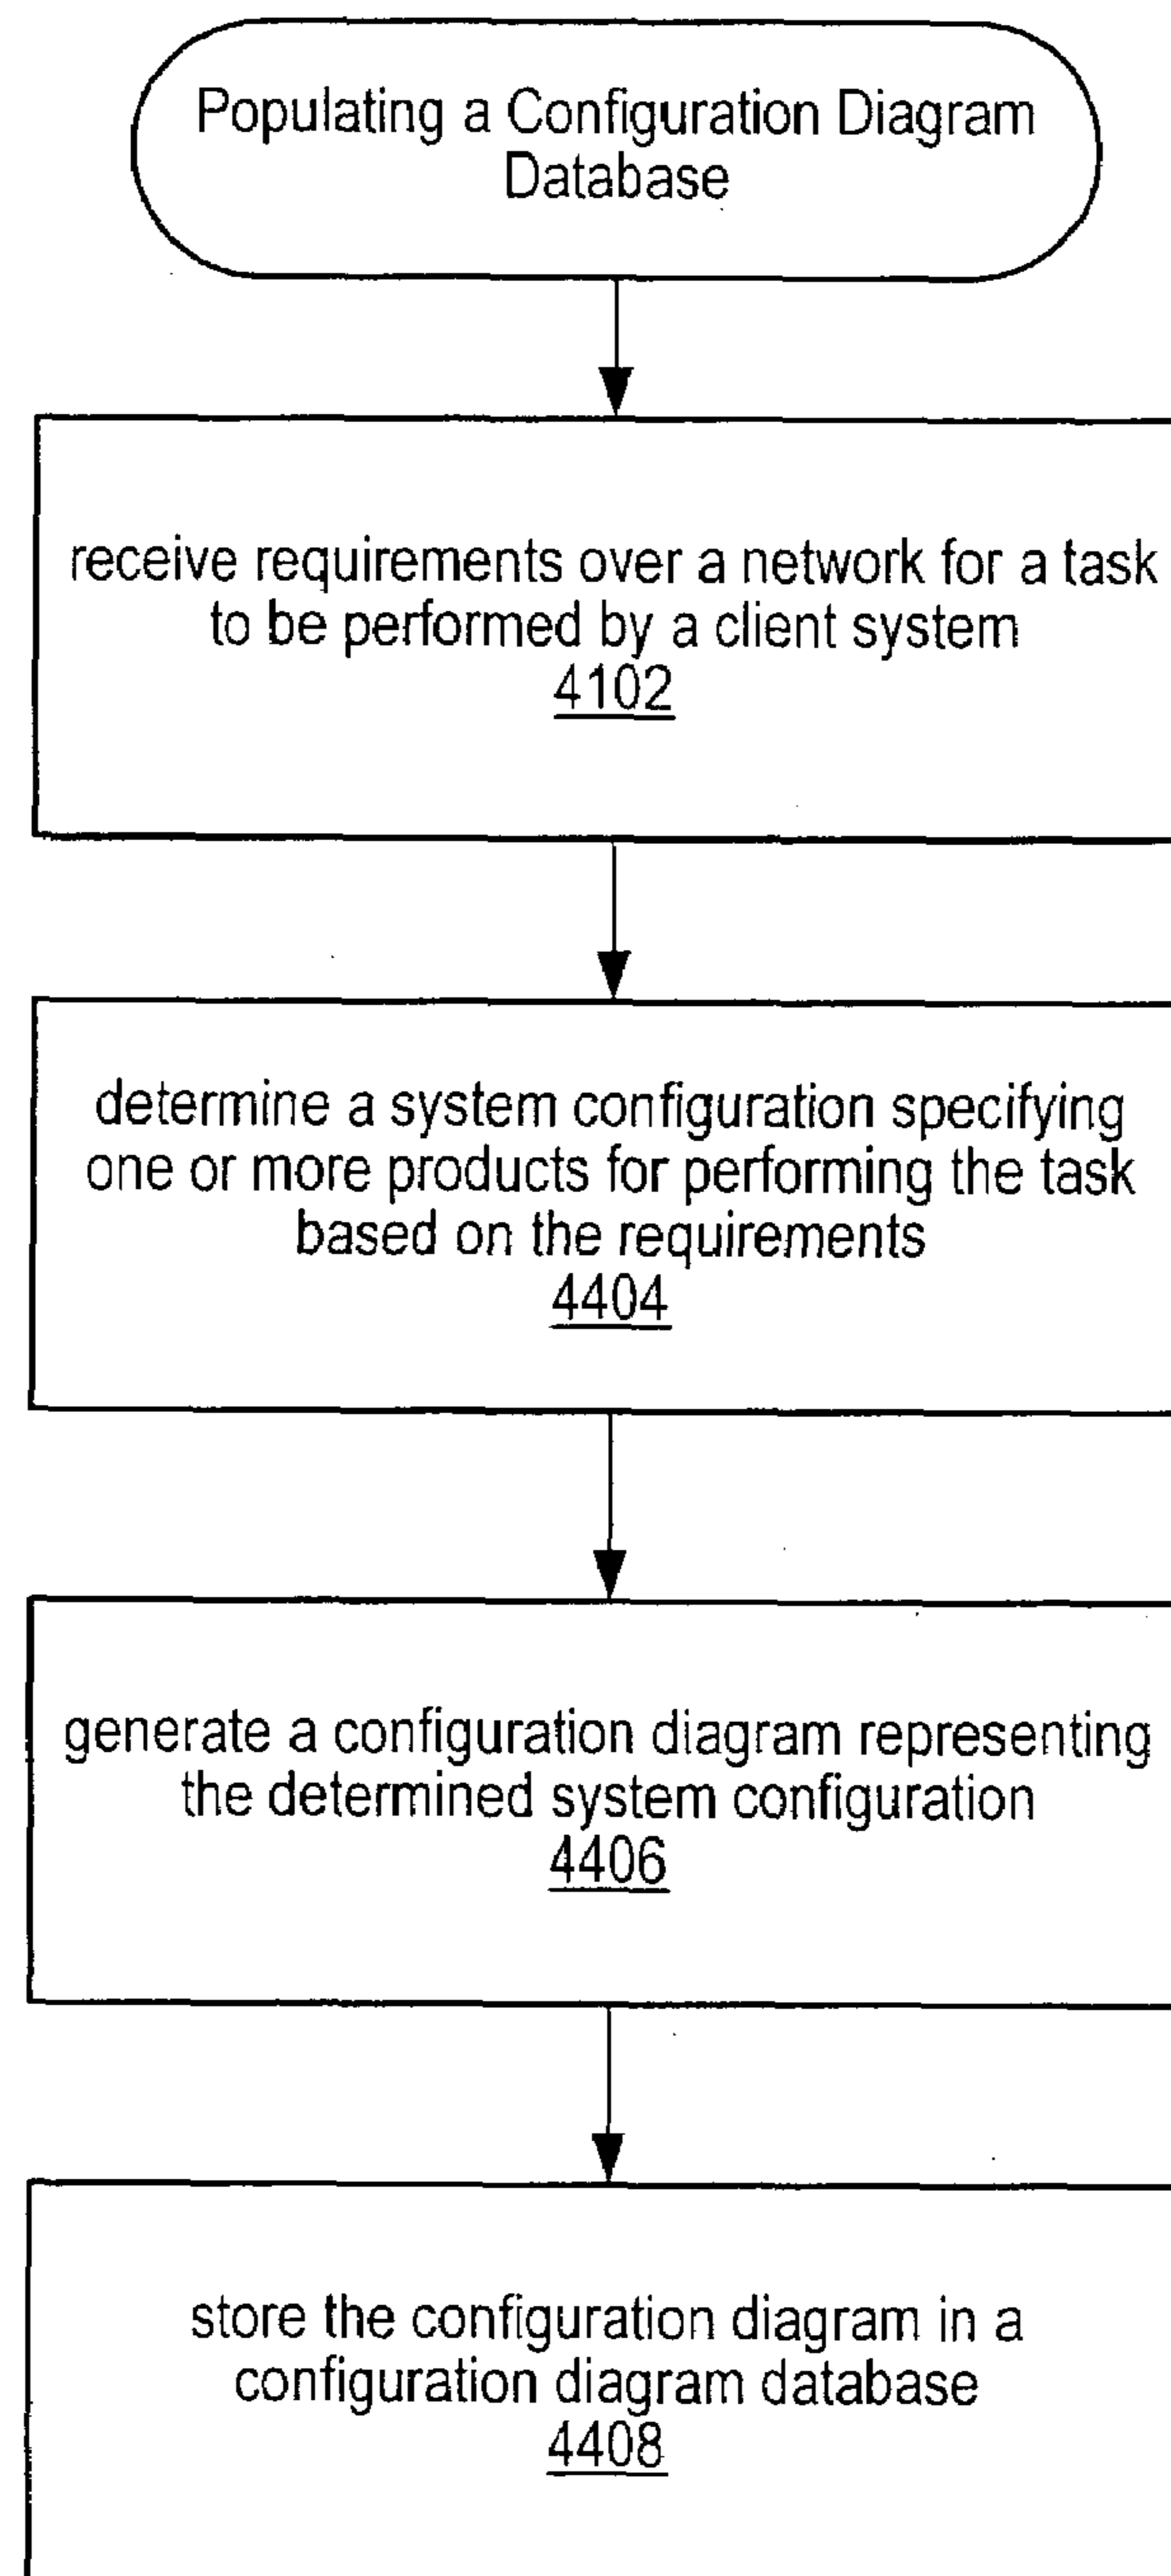 Populating a Configuration Diagram
Database
receive requirements over a network for a task
to be performed by a client system
4102
determine a system configuration specifying
one or more products for performing the task
based on the requirements
4404
generate a configuration diagram representing
the determined system configuration
4406
store the configuration diagram in a
configuration diagram database
4408